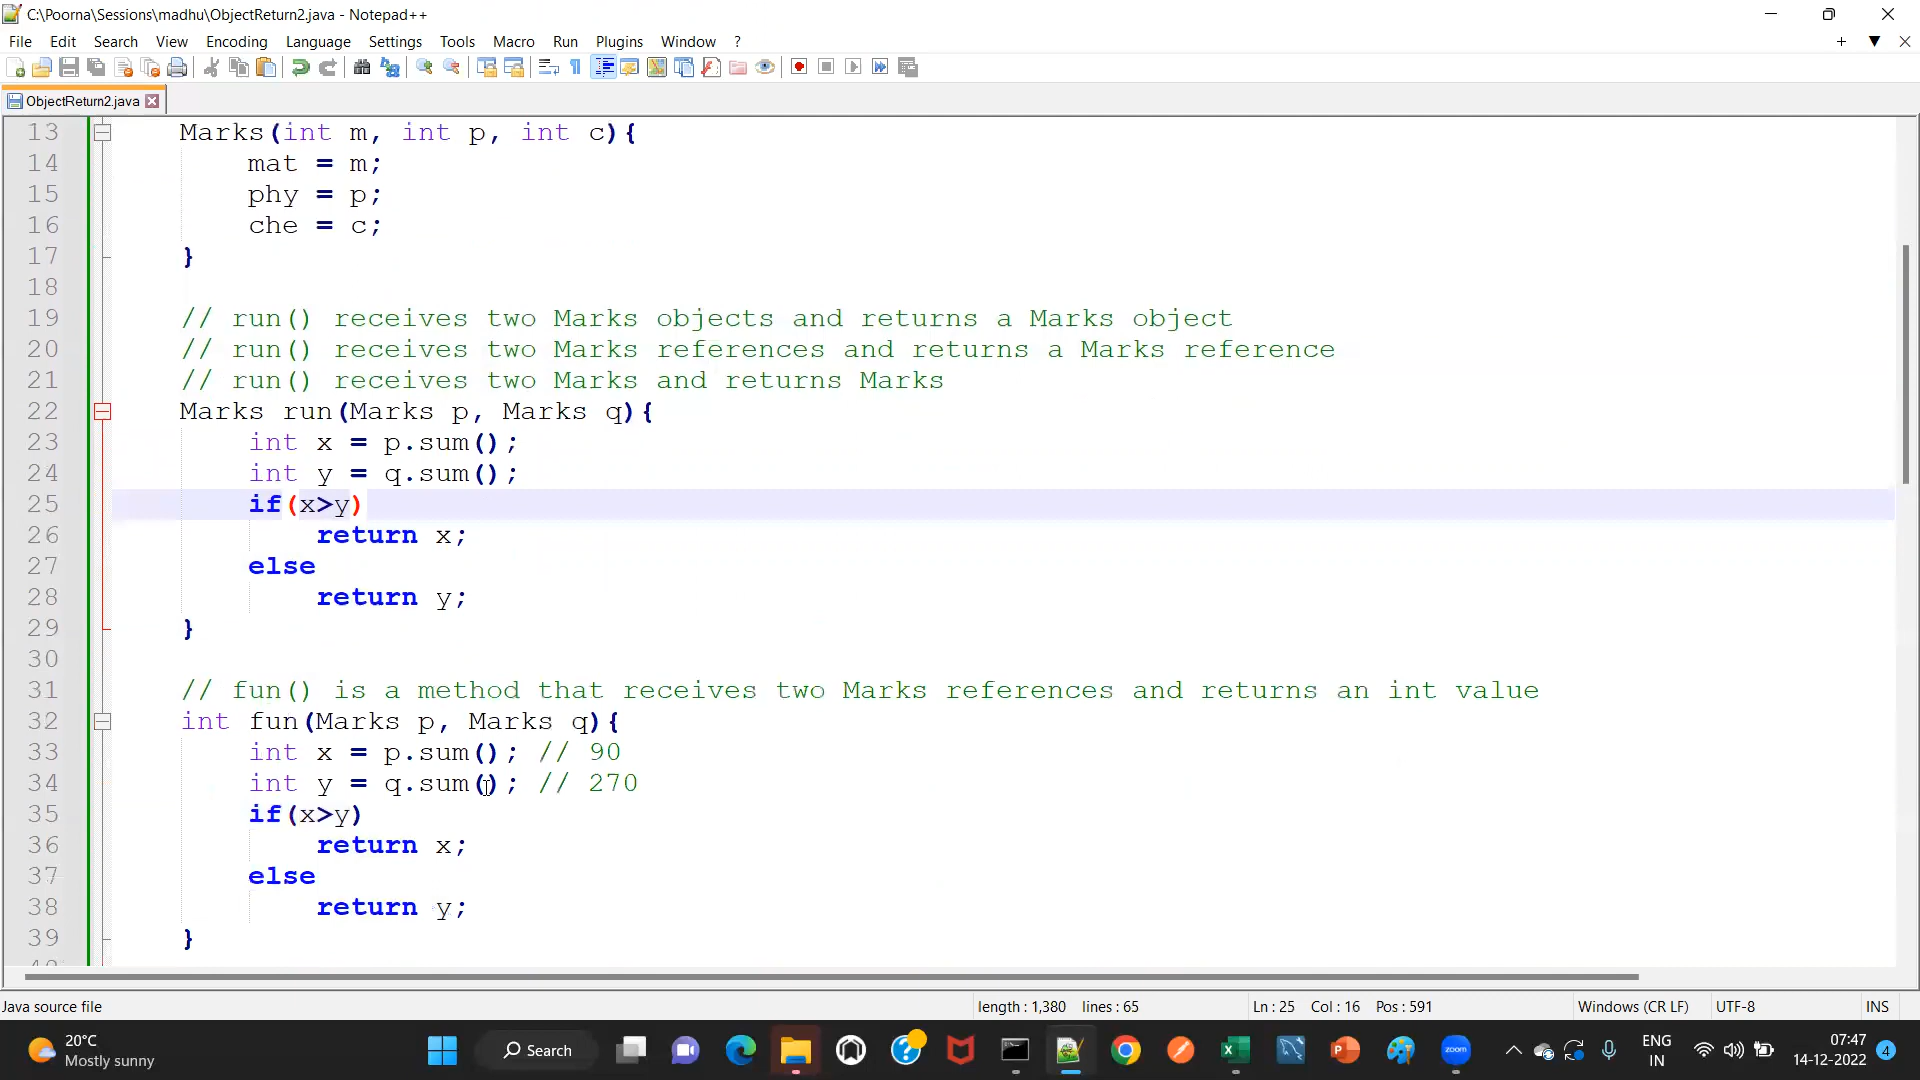 C:\Poorna\Sessions\madhu\ObjectReturn2.java - Notepad++
File Edit Search View Encoding Language Settings Tools Macro Run Plugins Window ?
ObjectReturn2.java
13 Marks(int m, int p, int c){
14 mat = m;
15 phy = p;
16 che = c;
17 }
18
19 // run() receives two Marks objects and returns a Marks object
20 // run() receives two Marks references and returns a Marks reference
21 // run() receives two Marks and returns Marks
22 Marks run(Marks p, Marks q){
23 int x = p.sum();
24 int y = q.sum();
25 if(x>y)
26 return x;
27 else
28 return y;
29 }
30
31 // fun() is a method that receives two Marks references and returns an int value
32 int fun(Marks p, Marks q){
33 int x = p.sum(); // 90
34 int y = q.sum(); // 270
35 if(x>y)
36 return x;
37 else
38 return y;
39 }
Java source file length : 1,380 lines : 65 Ln : 25 Col : 16 Pos : 591 Windows (CR LF) UTF-8 INS
20°C
Mostly sunny
Search
zoom
ENG
IN
07:47
14-12-2022
4